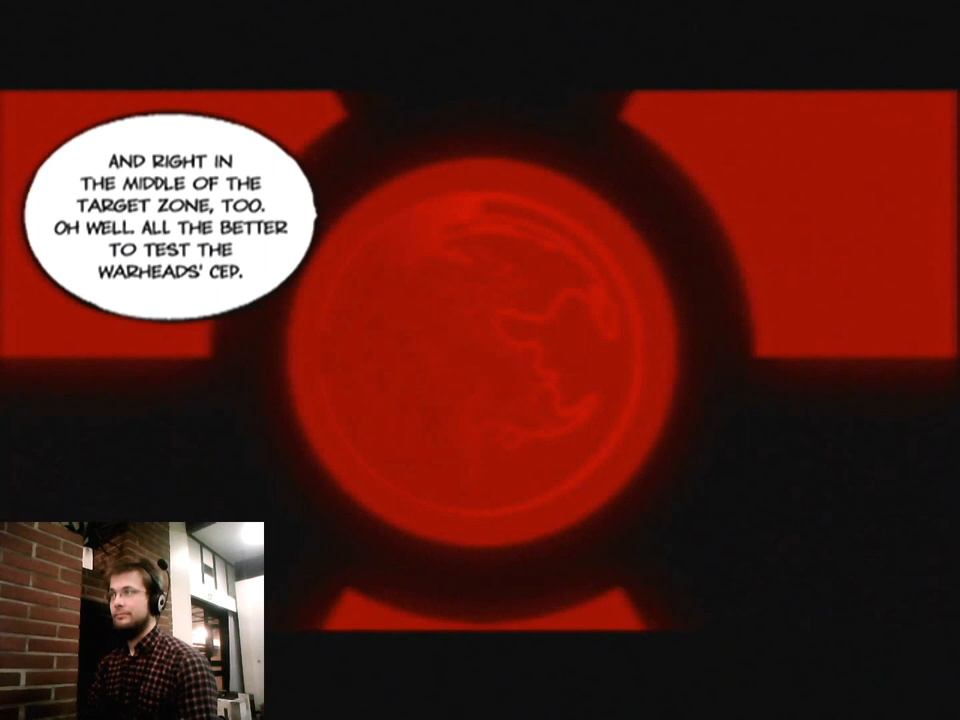 AND RIGHT IN
THE MIDDLE OF THE
TARGET ZONE, TOO.
OH WELL. ALL THE BETTER
TO TEST THE
WARHEADS' CEP.